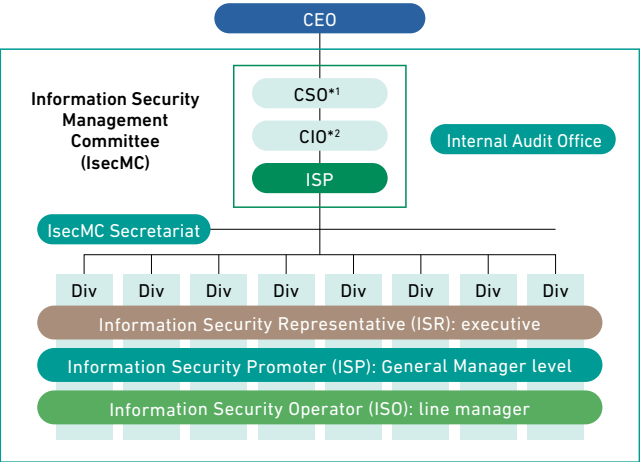 CEO
Information Security
Management
Committee
(IsecMC)
CSO*1
CIO*2
ISP
Internal Audit Office
IsecMC Secretariat
Div Div Div Div Div Div Div Div
Information Security Representative (ISR): executive
Information Security Promoter (ISP): General Manager level
Information Security Operator (ISO): line manager